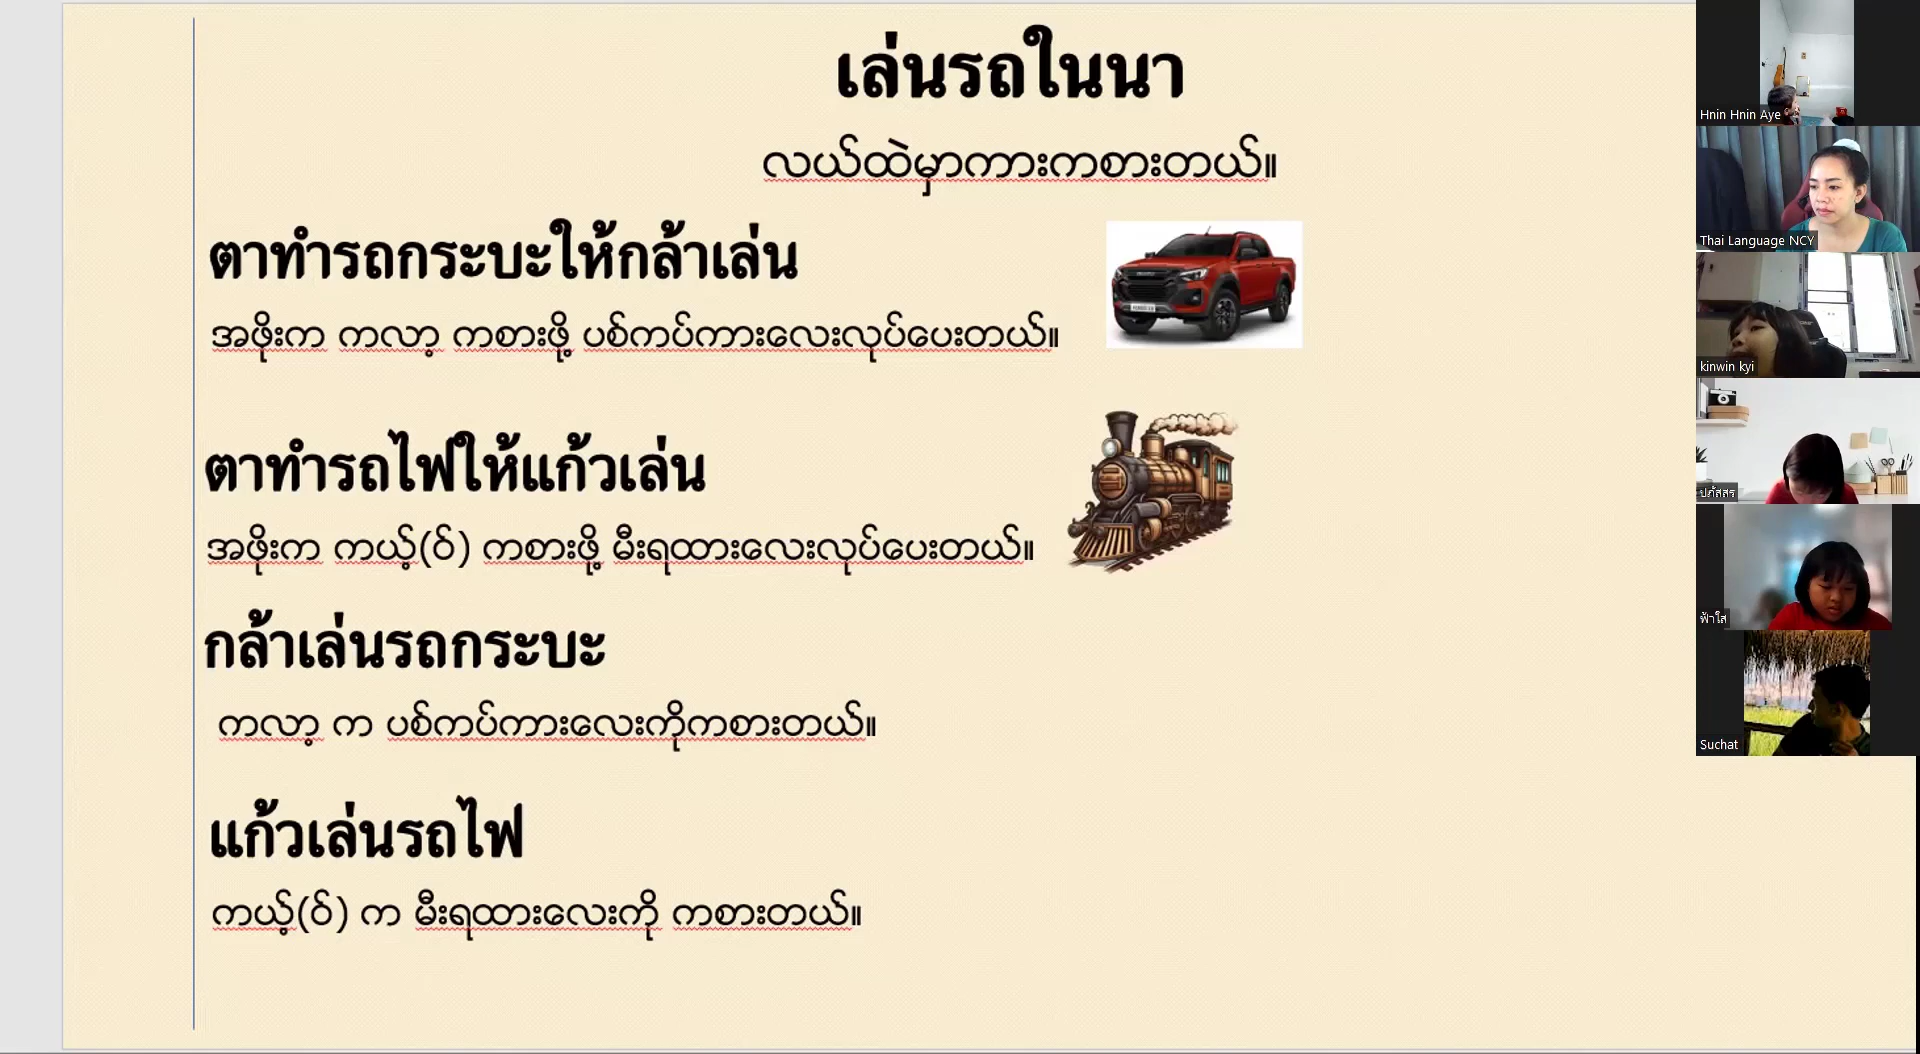 เล่นรถในนา
လယ်ထဲမှာကားကစားတယ်။
ตาทำรถกระบะให้กล้าเล่น
အဖိုးက ကလာ့ ကစားဖို့ ပစ်ကပ်ကားလေးလုပ်ပေးတယ်။
ตาทำรถไฟให้แก้วเล่น
အဖိုးက ကယ့်(ဝ်) ကစားဖို့ မီးရထားလေးလုပ်ပေးတယ်။
กล้าเล่นรถกระบะ
ကလာ့ က ပစ်ကပ်ကားလေးကိုကစားတယ်။
แก้วเล่นรถไฟ
ကယ့်(ဝ်) က မီးရထားလေးကို ကစားတယ်။
Hnin Hnin Aye
Thai Language NCY
kinwin kyi
ปภัสสร
ฟ้าใส
Suchat